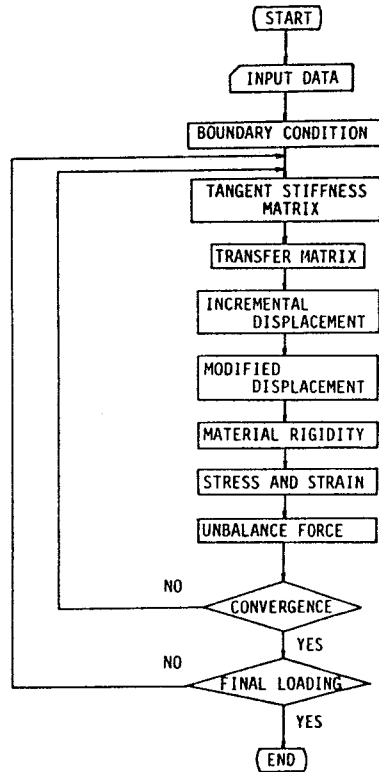 START
INPUT DATA
BOUNDARY CONDITION
TANGENT STIFFNESS
MATRIX
TRANSFER MATRIX
INCREMENTAL
DISPLACEMENT
MODIFIED
DISPLACEMENT
MATERIAL RIGIDITY
STRESS AND STRAIN
UNBALANCE FORCE
NO
CONVERGENCE
YES
NO
FINAL LOADING
YES
END